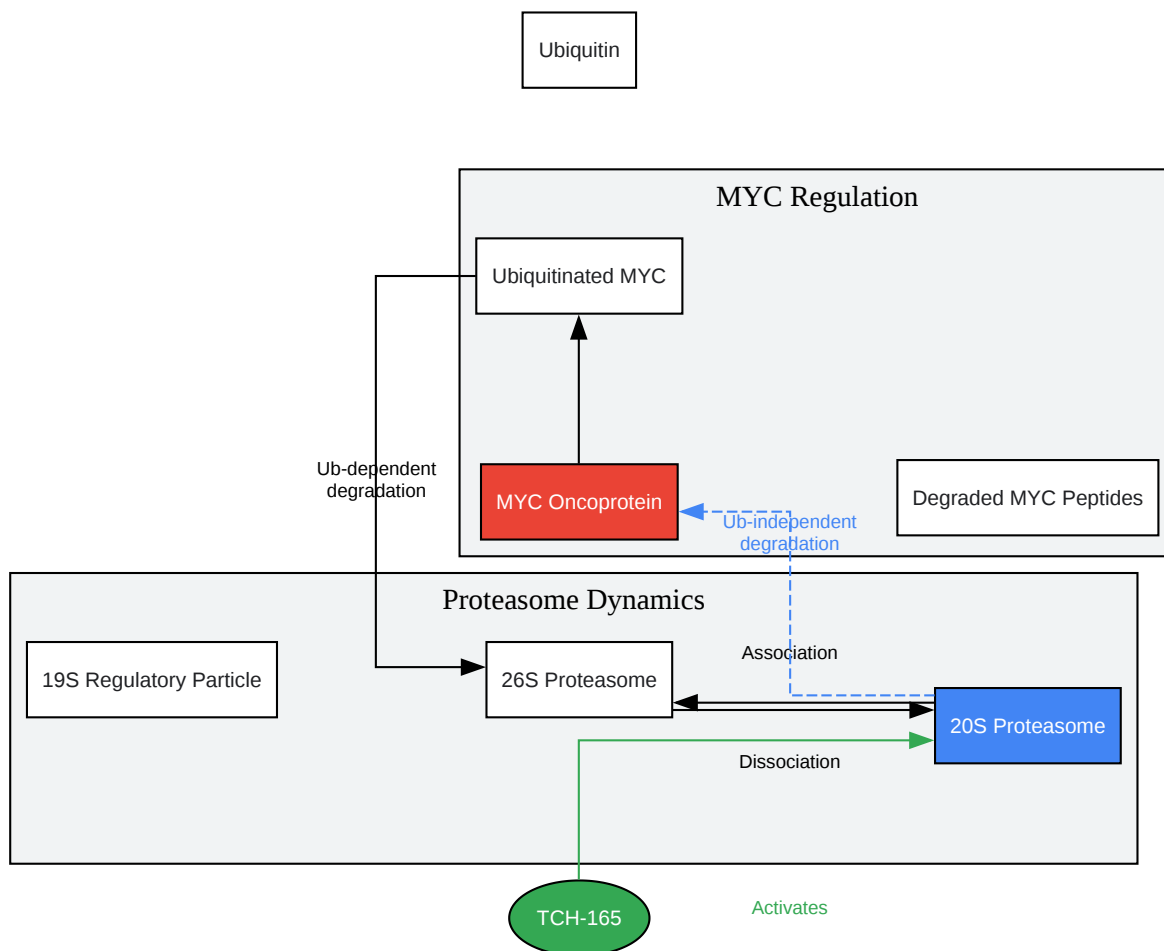 Ubiquitin
MYC Regulation
Ubiquitinated MYC
Ub-dependent
degradation
MYC Oncoprotein
Degraded MYC Peptides
Ub-independent
degradation
Proteasome Dynamics
19S Regulatory Particle
26S Proteasome
Association
20S Proteasome
Dissociation
TCH-165
Activates